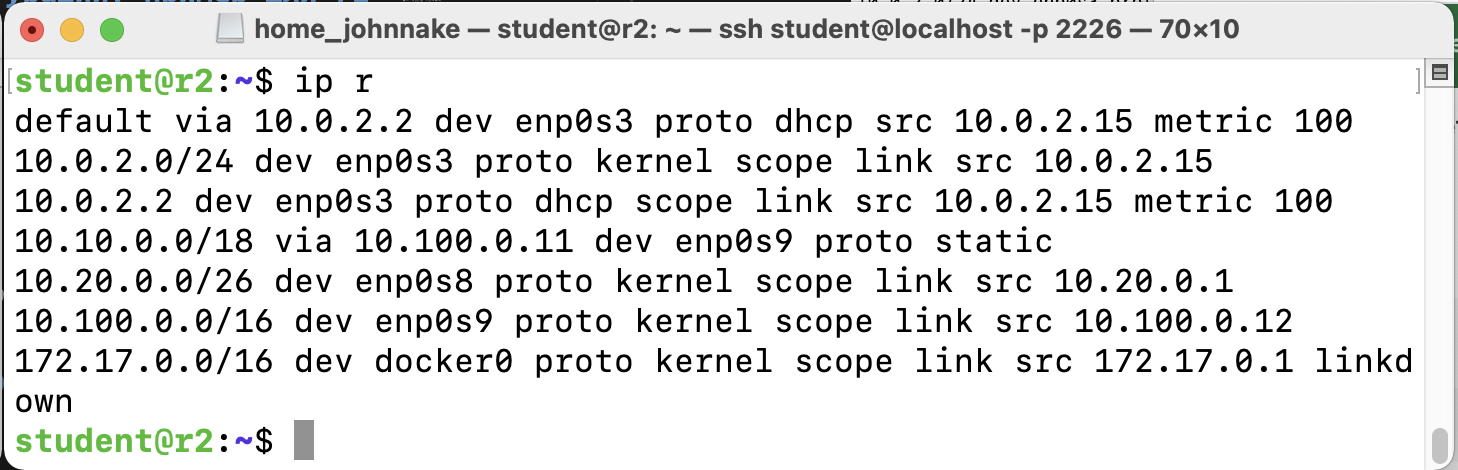 home_johnnake — student@r2: ~ — ssh student@localhost -p 2226 — 70×10
[student@r2:~$ ip r ]
default via 10.0.2.2 dev enp0s3 proto dhcp src 10.0.2.15 metric 100
10.0.2.0/24 dev enp0s3 proto kernel scope link src 10.0.2.15
10.0.2.2 dev enp0s3 proto dhcp scope link src 10.0.2.15 metric 100
10.10.0.0/18 via 10.100.0.11 dev enp0s9 proto static
10.20.0.0/26 dev enp0s8 proto kernel scope link src 10.20.0.1
10.100.0.0/16 dev enp0s9 proto kernel scope link src 10.100.0.12
172.17.0.0/16 dev docker0 proto kernel scope link src 172.17.0.1 linkd
own
student@r2:~$